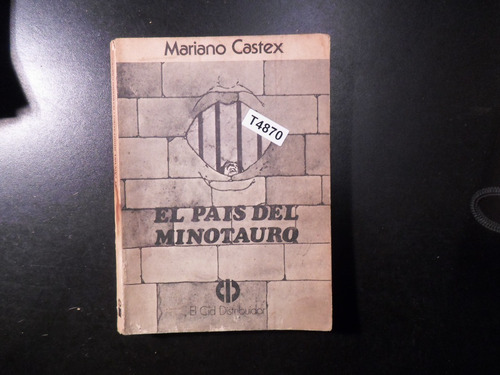 Mariano Castex
T4870
EL PAIS DEL
MINOTAURO
El Cid Distribuidor